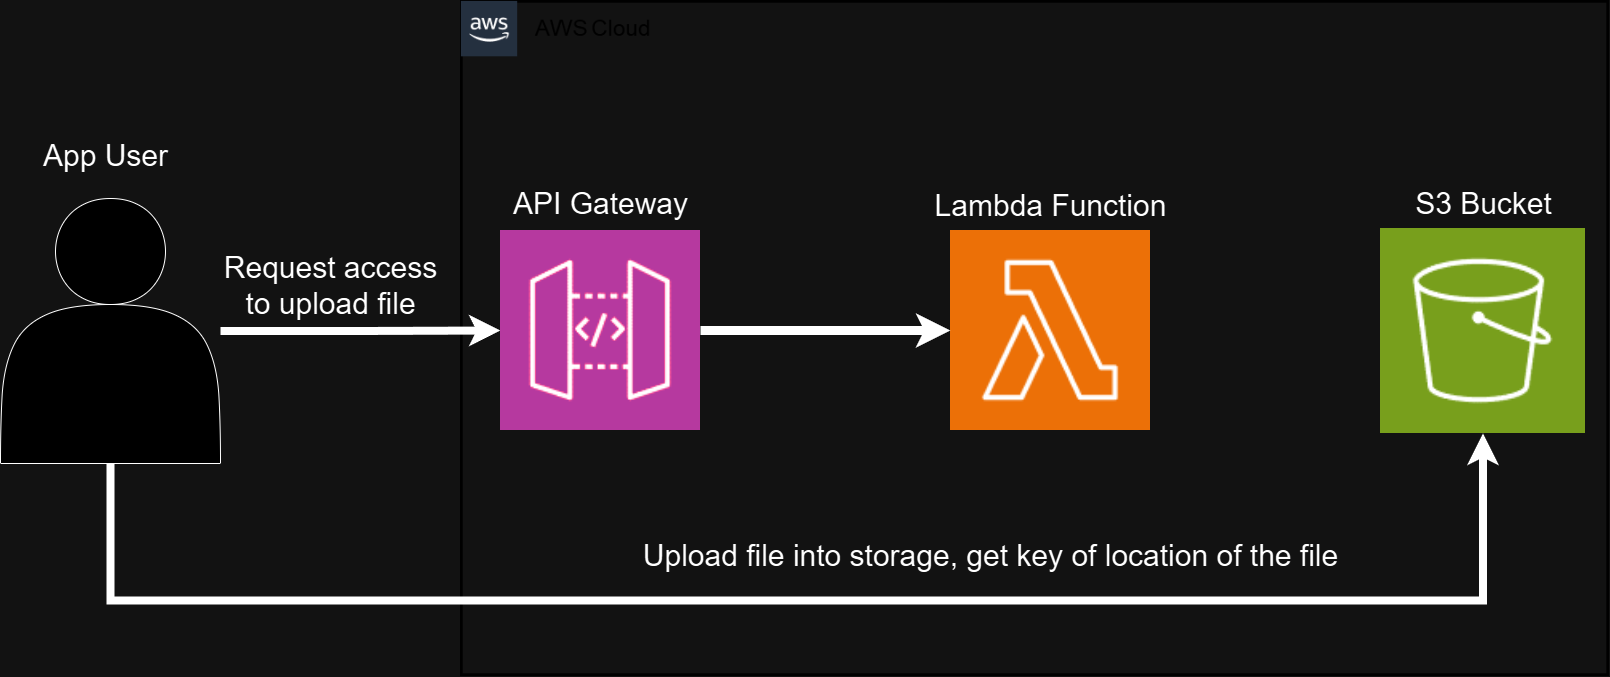 aws
AWS Cloud
App User
Request access
to upload file
API Gateway
</>
Lambda Function
S3 Bucket
Upload file into storage, get key of location of the file